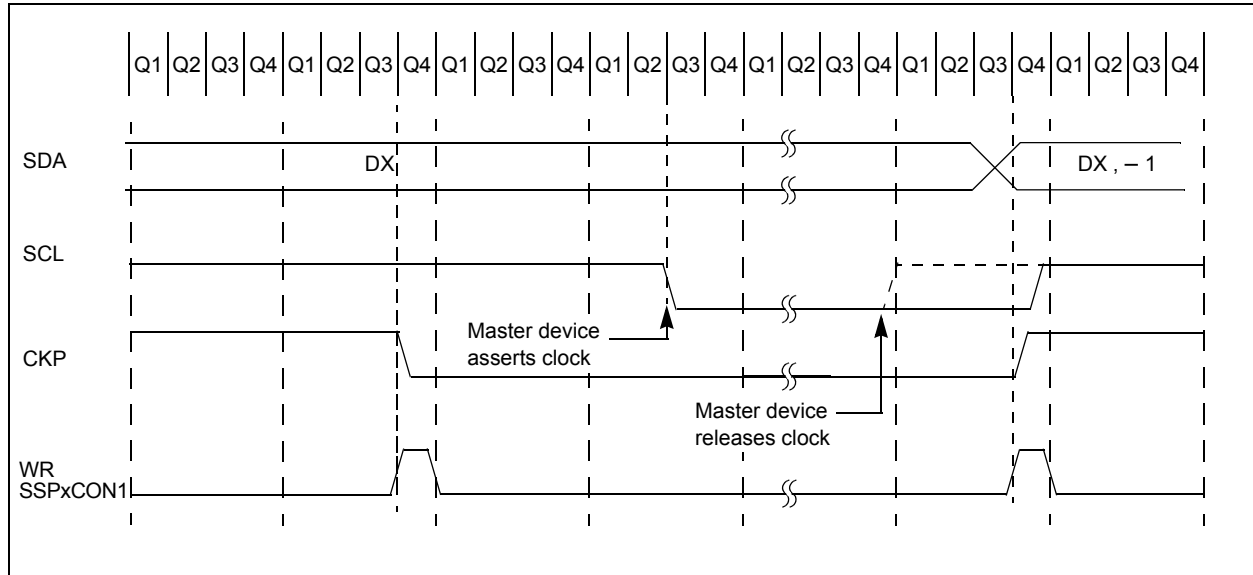 Q1 Q2 Q3 Q4 Q1 Q2 Q3 Q4 Q1 Q2 Q3 Q4 Q1 Q2 Q3 Q4 Q1 Q2 Q3 Q4 Q1 Q2 Q3 Q4 Q1 Q2 Q3 Q4
SDA
DX
DX , – 1
SCL
Master device
asserts clock
CKP
Master device
releases clock
WR
SSPxCON1